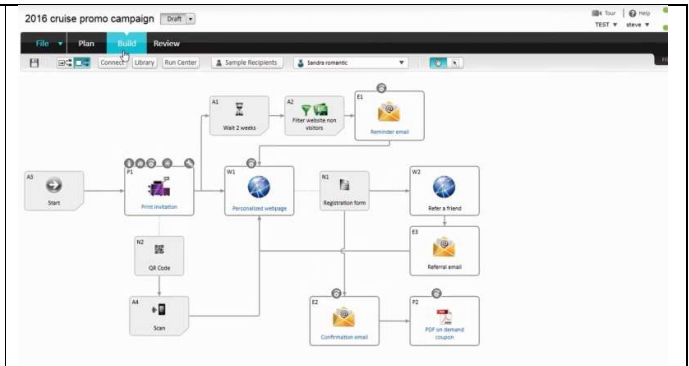 2016 cruise promo campaign Draft
Tour Help
TEST steve
File Plan Build Review
Connect Library Run Center Sample Recipients Sandra romantic
A1
Wait 2 weeks
A2
Filter website non
visitors
E1
Reminder email
A3
Start
P1
Print invitation
W1
Personalized webpage
N1
Registration form
W2
Refer a friend
N2
QR Code
E3
Referral email
A4
Scan
E2
Confirmation email
P2
PDF on demand
coupon